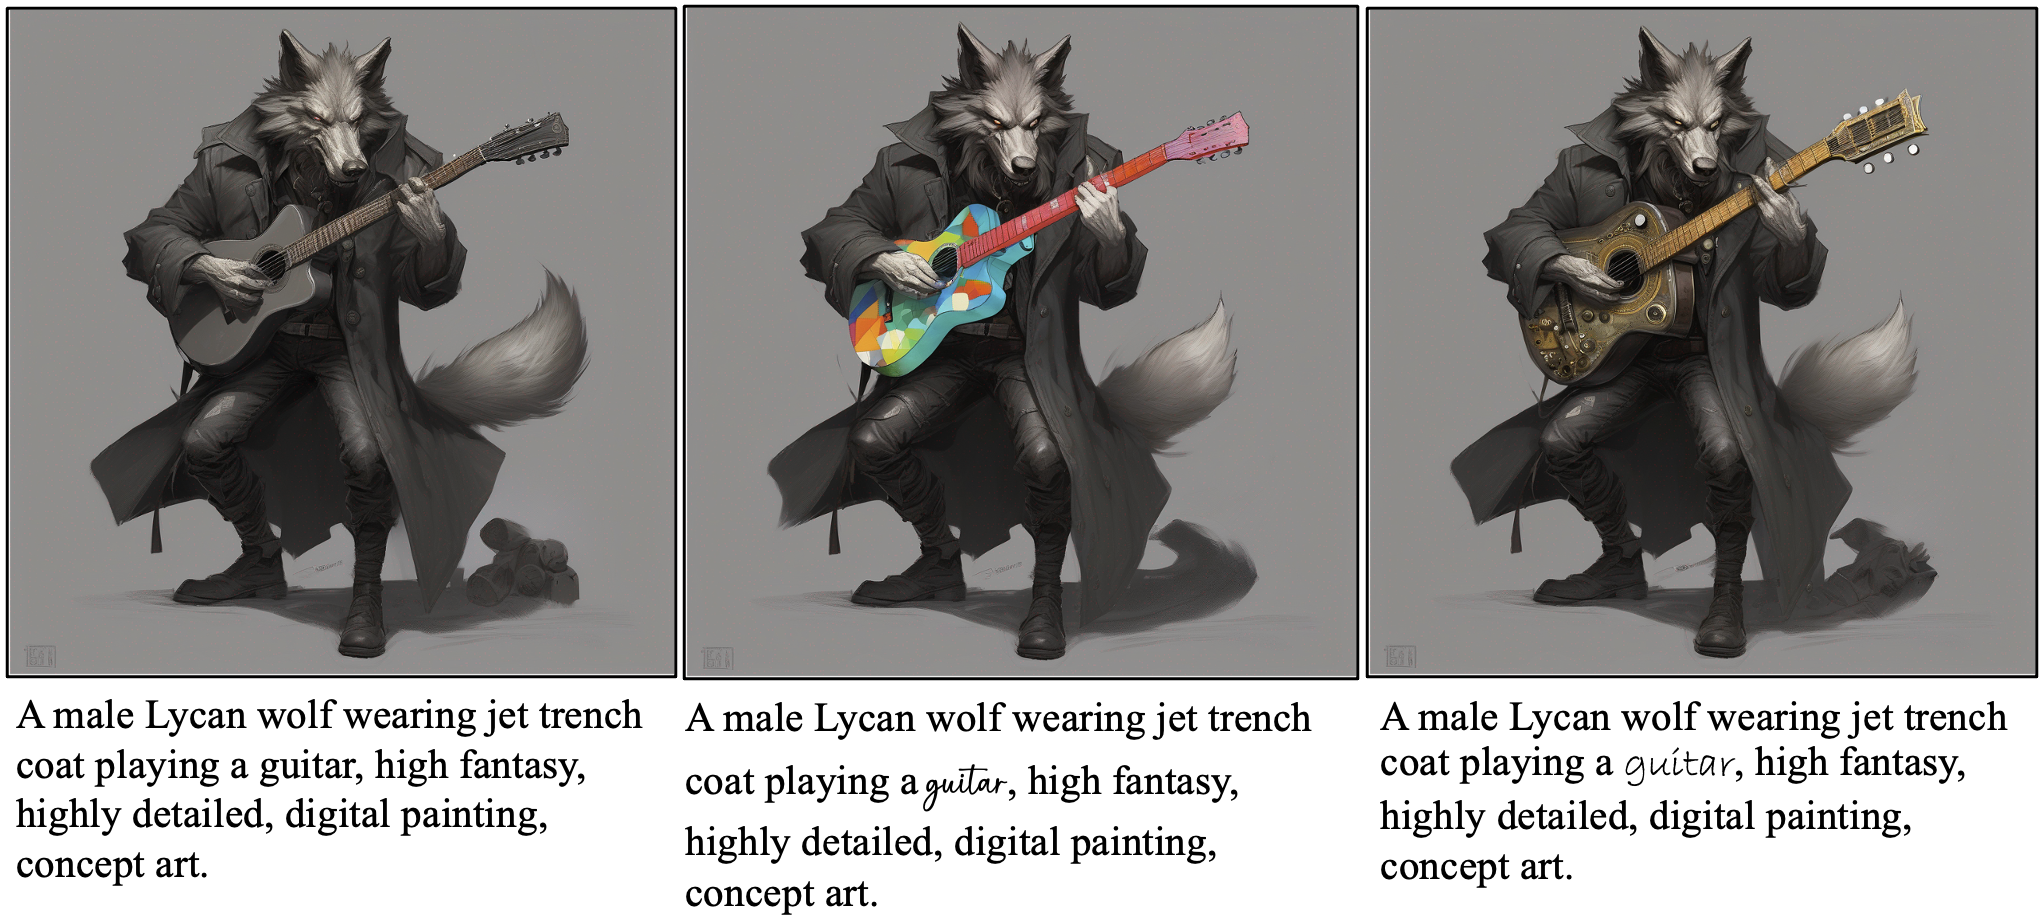 A male Lycan wolf wearing jet trench
coat playing a guitar, high fantasy,
highly detailed, digital painting,
concept art.
A male Lycan wolf wearing jet trench
coat playing a guitar, high fantasy,
highly detailed, digital painting,
concept art.
A male Lycan wolf wearing jet trench
coat playing a guitar, high fantasy,
highly detailed, digital painting,
concept art.